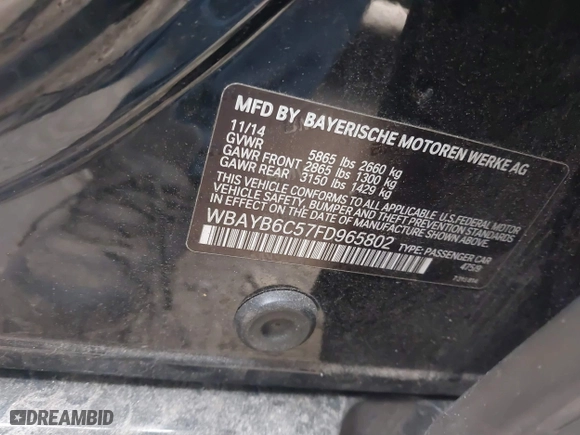 MFD BY BAYERISCHE MOTOREN WERKE AG
11/14
GVWR 5865 lbs 2660 kg
GAWR FRONT 2865 lbs 1300 kg
GAWR REAR 3150 lbs 1429 kg
THIS VEHICLE CONFORMS TO ALL APPLICABLE FEDERAL MOTOR
VEHICLE SAFETY, BUMPER AND THEFT PREVENTION STANDARDS
IN EFFECT ON THE DATE OF MANUFACTURE SHOWN ABOVE.
WBAYB6C57FD965802
TYPE: PASSENGER CAR
475/8
DREAMBID